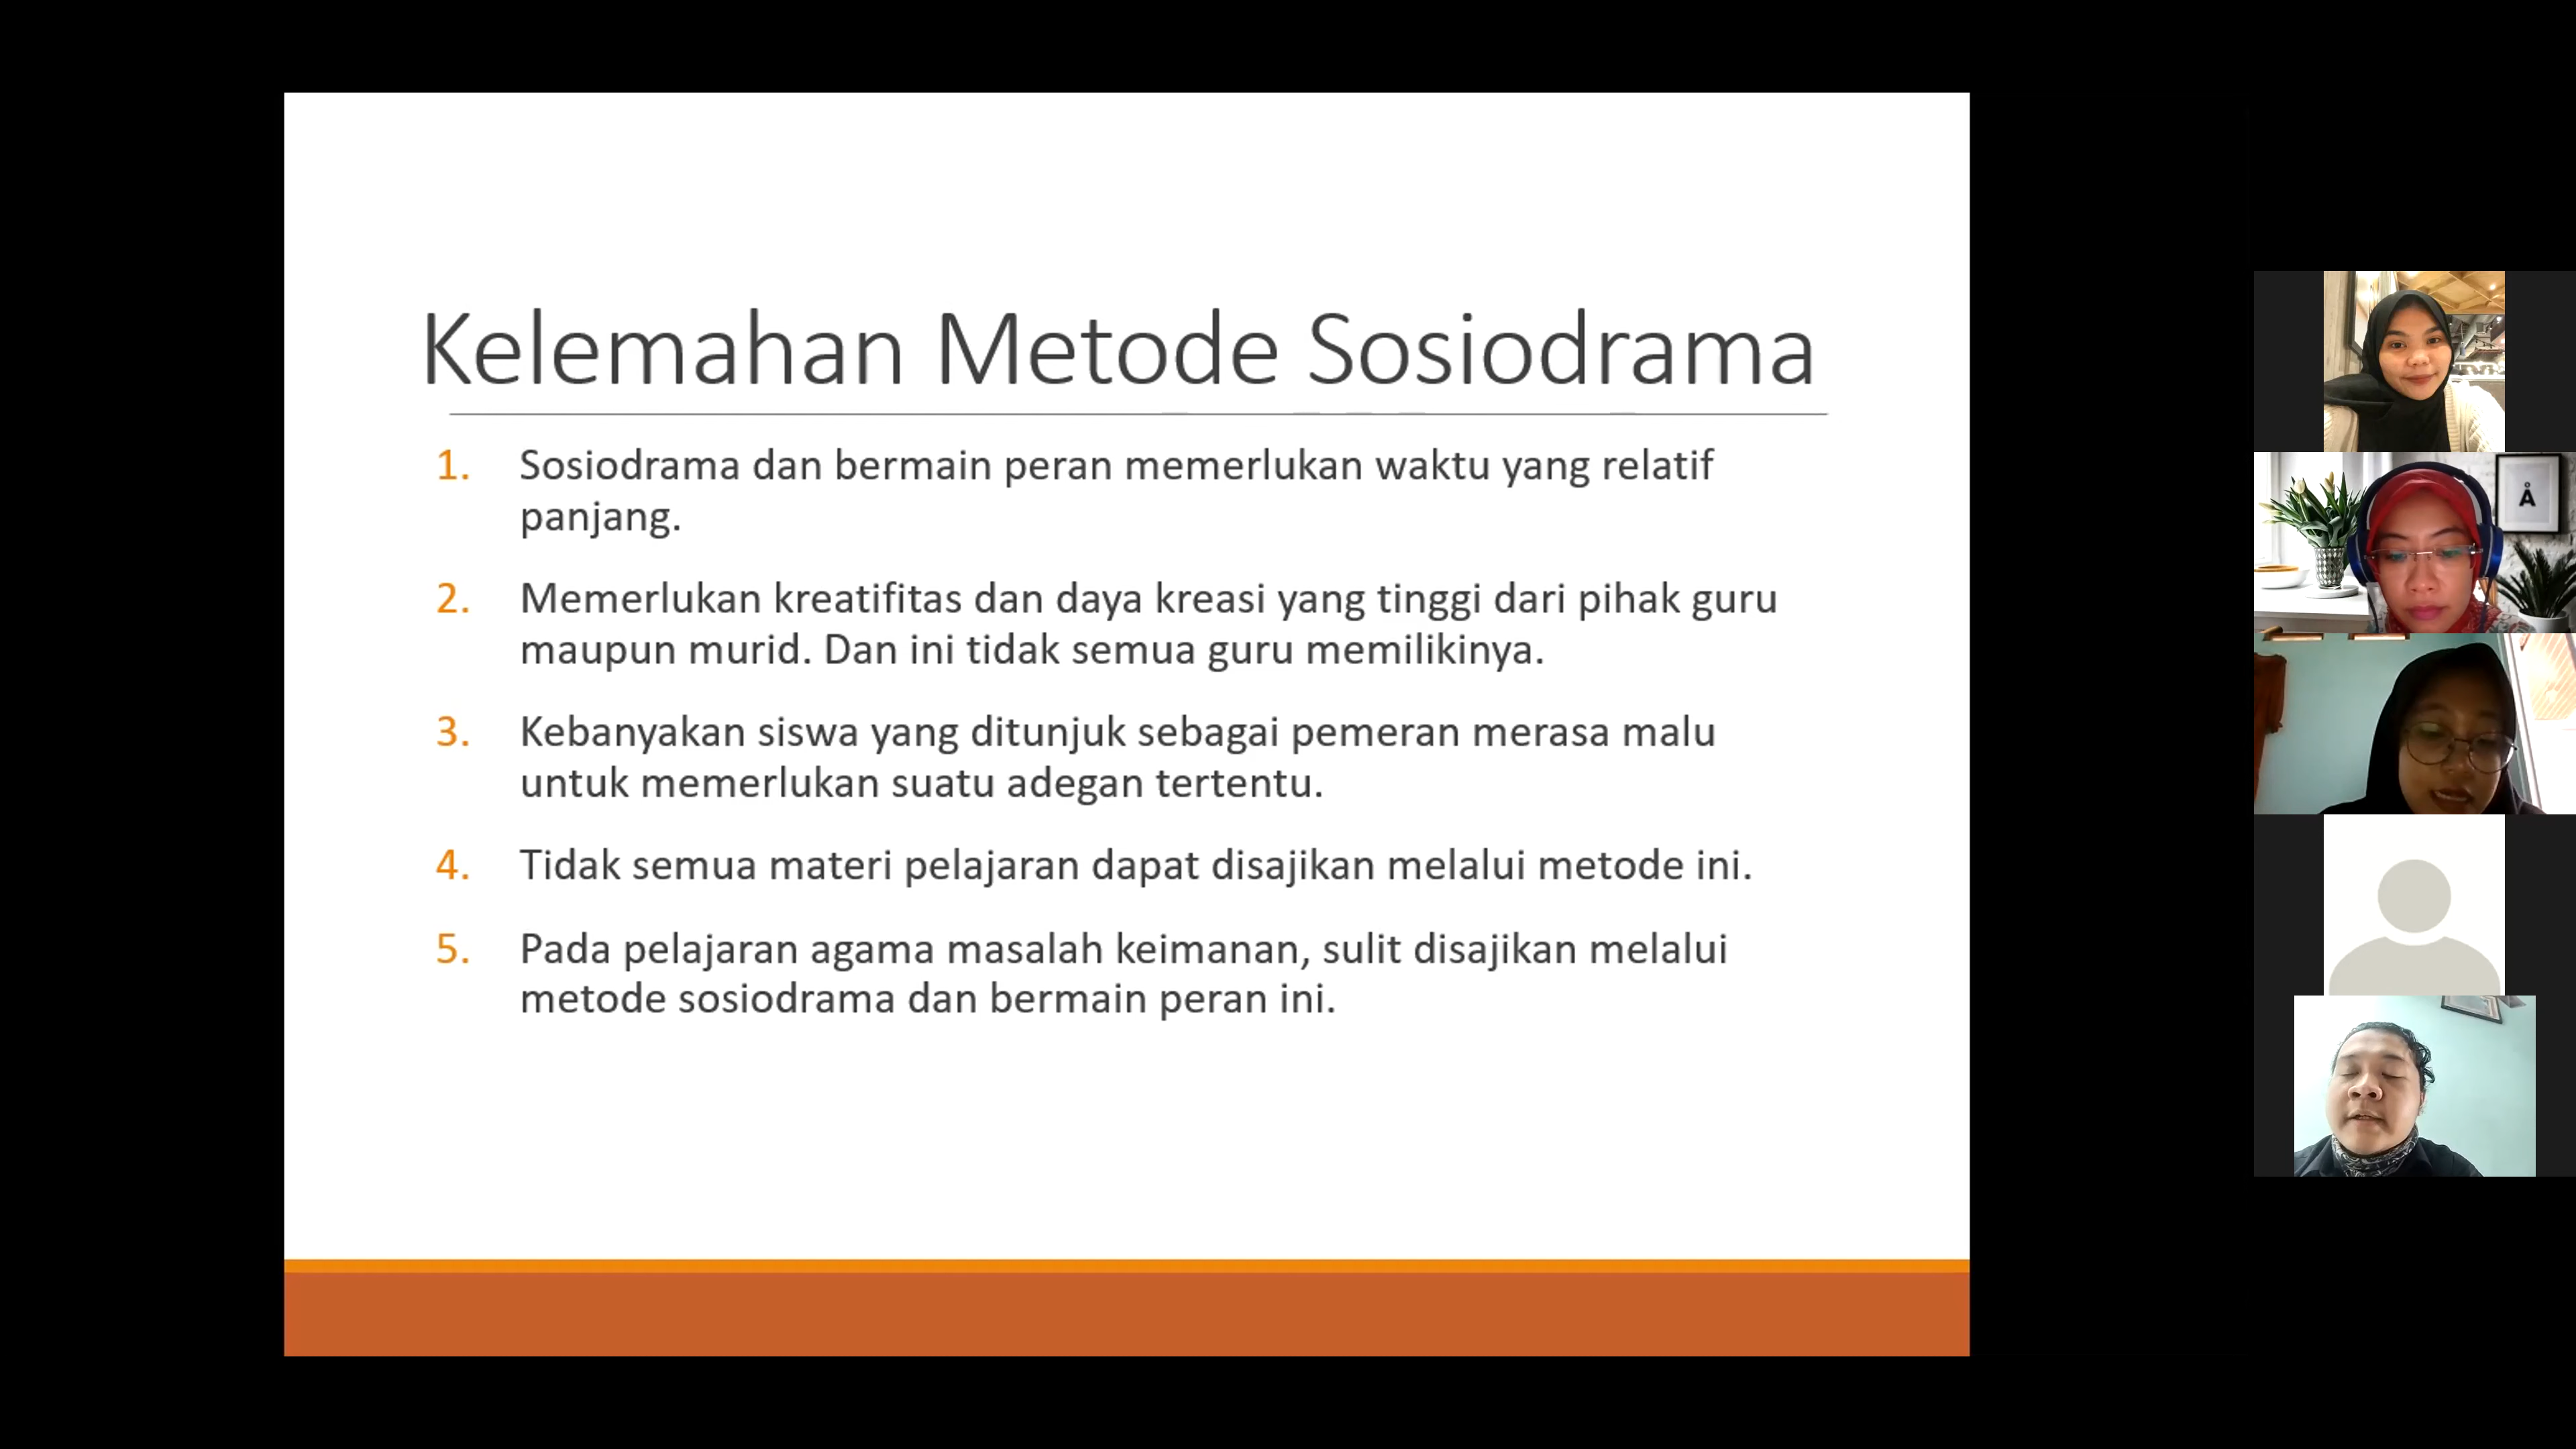 Kelemahan Metode Sosiodrama
1. Sosiodrama dan bermain peran memerlukan waktu yang relatif
panjang.
2. Memerlukan kreatifitas dan daya kreasi yang tinggi dari pihak guru
maupun murid. Dan ini tidak semua guru memilikinya.
3. Kebanyakan siswa yang ditunjuk sebagai pemeran merasa malu
untuk memerlukan suatu adegan tertentu.
4. Tidak semua materi pelajaran dapat disajikan melalui metode ini.
5. Pada pelajaran agama masalah keimanan, sulit disajikan melalui
metode sosiodrama dan bermain peran ini.
Å